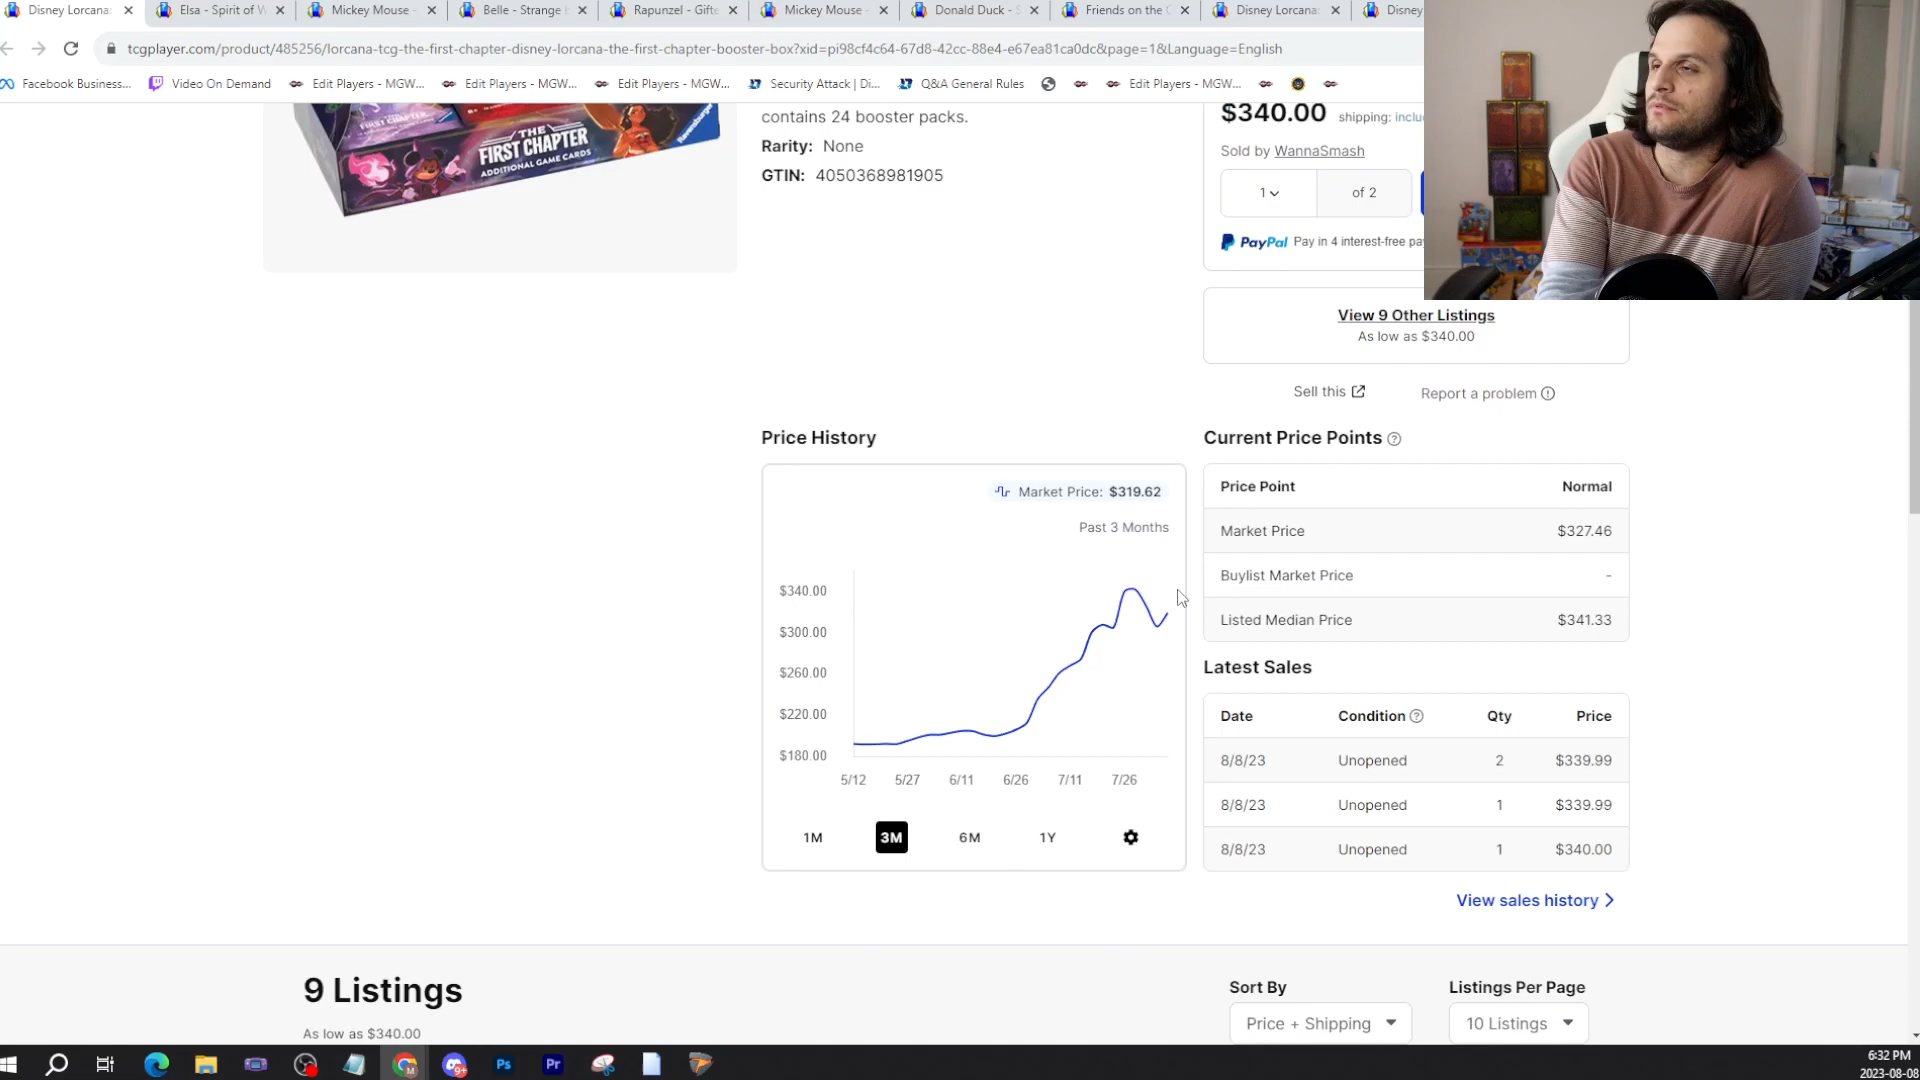 Disney Lorcana:
Elsa - Spirit of W
Mickey Mouse -
Belle - Strange b
Rapunzel - Gifte
Mickey Mouse -
Donald Duck - S
Friends on the O
Disney Lorcana:
Disney
tcgplayer.com/product/485256/lorcana-tcg-the-first-chapter-disney-lorcana-the-first-chapter-booster-box?xid=pi98cf4c64-67d8-42cc-88e4-e67ea81ca0dc&page=1&Language=English
Facebook Business...
Video On Demand
Edit Players - MGW...
Edit Players - MGW...
Edit Players - MGW...
Security Attack | Di...
Q&A General Rules
Edit Players - MGW...
FIRST CHAPTER
THE
FIRST CHAPTER
ADDITIONAL GAME CARDS
Ravensburger
contains 24 booster packs.
Rarity: None
GTIN: 4050368981905
$340.00 shipping: inclu
Sold by WannaSmash
1
of 2
PayPal Pay in 4 interest-free pay
View 9 Other Listings
As low as $340.00
Sell this
Report a problem
Price History
Market Price: $319.62
Past 3 Months
$340.00
$300.00
$260.00
$220.00
$180.00
5/12 5/27 6/11 6/26 7/11 7/26
1M 3M 6M 1Y
Current Price Points
Price Point Normal
Market Price $327.46
Buylist Market Price -
Listed Median Price $341.33
Latest Sales
Date Condition Qty Price
8/8/23 Unopened 2 $339.99
8/8/23 Unopened 1 $339.99
8/8/23 Unopened 1 $340.00
View sales history
9 Listings
As low as $340.00
Sort By
Price + Shipping
Listings Per Page
10 Listings
M
9+
Ps
Pr
6:32 PM
2023-08-08